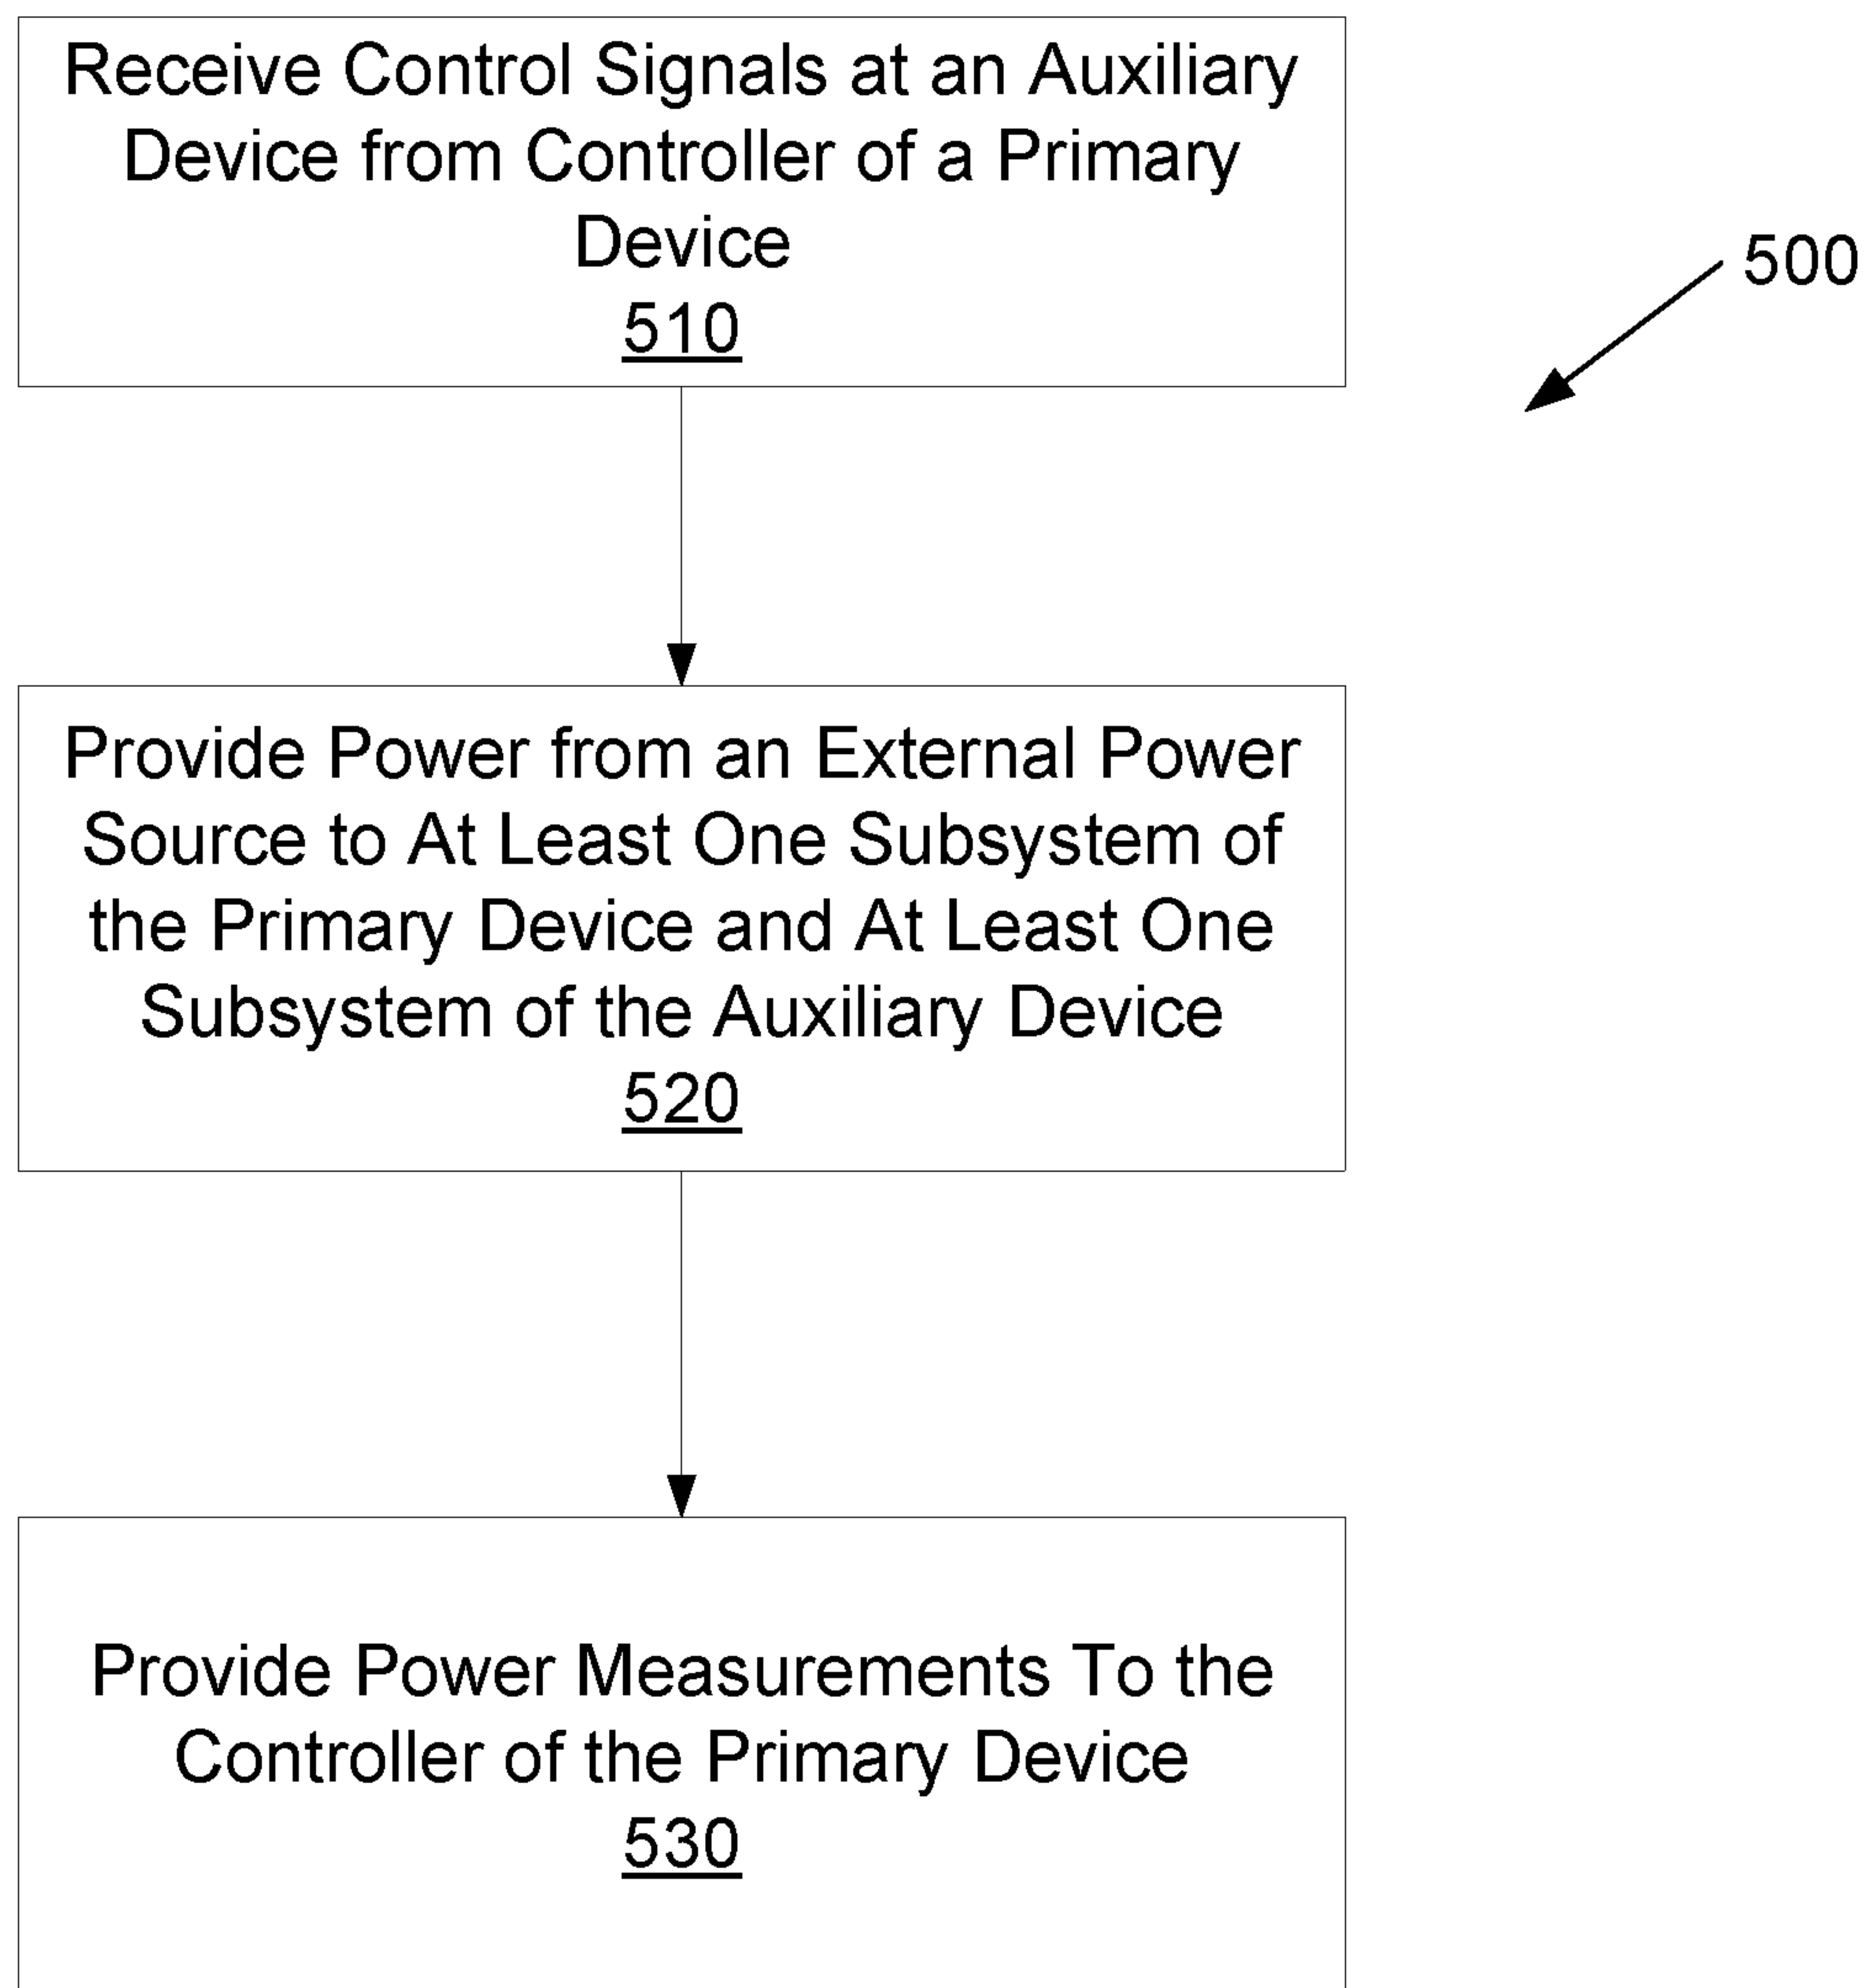 Receive Control Signals at an Auxiliary
Device from Controller of a Primary
Device
510
500
Provide Power from an External Power
Source to At Least One Subsystem of
the Primary Device and At Least One
Subsystem of the Auxiliary Device
520
Provide Power Measurements To the
Controller of the Primary Device
530